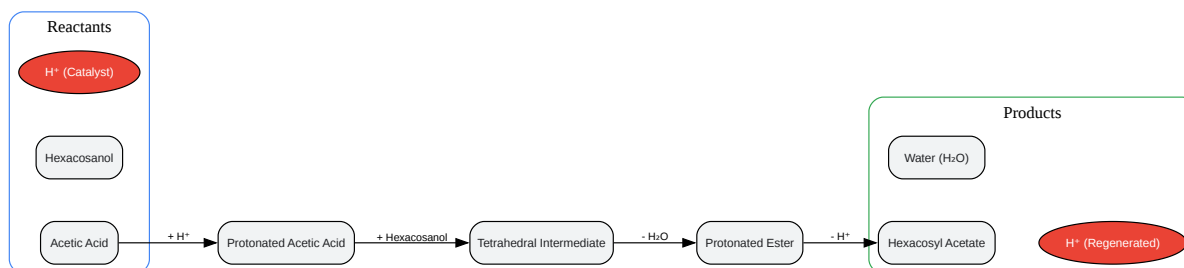 Reactants
H⁺ (Catalyst)
Hexacosanol
Acetic Acid
+ H⁺
Protonated Acetic Acid
+ Hexacosanol
Tetrahedral Intermediate
- H₂O
Protonated Ester
- H⁺
Products
Water (H₂O)
Hexacosyl Acetate
H⁺ (Regenerated)